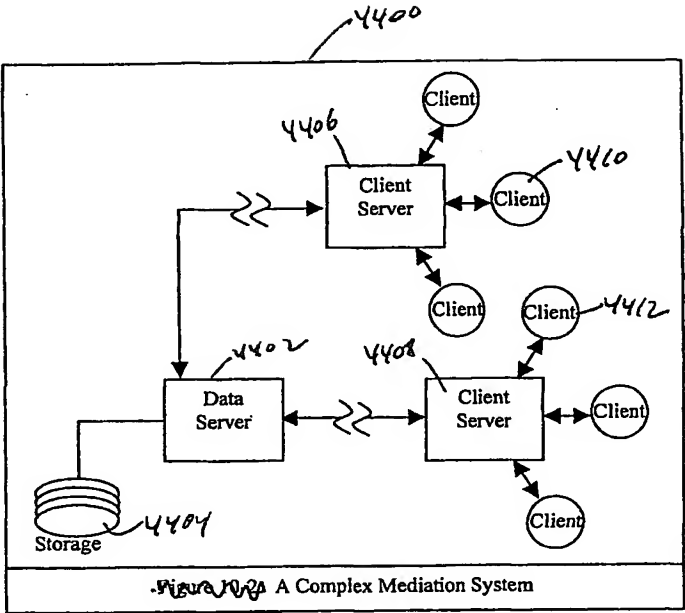 4400
Client
4406
4410
Client
Server
Client
Client
Client
4412
4402
4408
Data
Server
Client
Server
Client
Client
4404
Storage
A Complex Mediation System